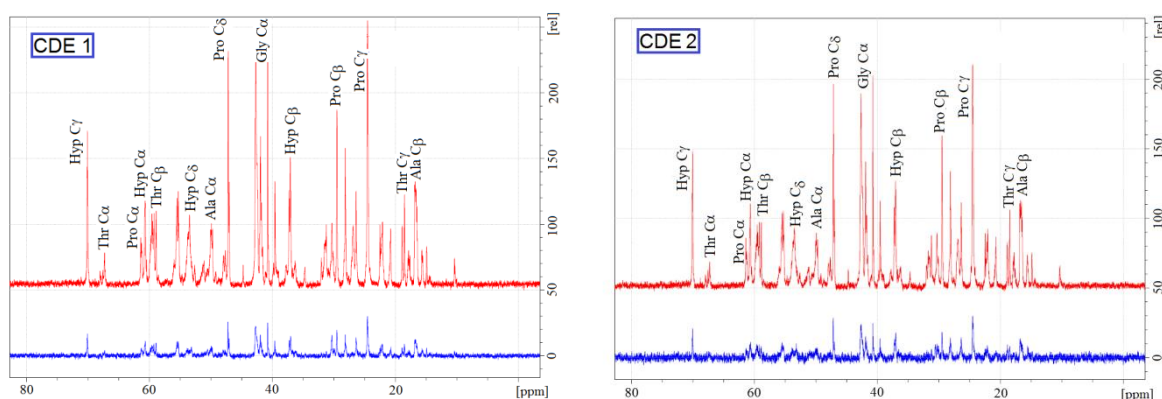 CDE 1
[rel]
200
150
100
50
0
Hyp Cγ
Thr Cα
Pro Cα
Hyp Cα
Thr Cβ
Hyp Cδ
Ala Cα
Pro Cδ
Gly Cα
Hyp Cβ
Pro Cβ
Pro Cγ
Thr Cγ
Ala Cβ
80
60
40
20
[ppm]
CDE 2
[rel]
200
150
100
50
0
Hyp Cγ
Thr Cα
Pro Cα
Hyp Cα
Thr Cβ
Hyp Cδ
Ala Cα
Pro Cδ
Gly Cα
Hyp Cβ
Pro Cβ
Pro Cγ
Thr Cγ
Ala Cβ
80
60
40
20
[ppm]